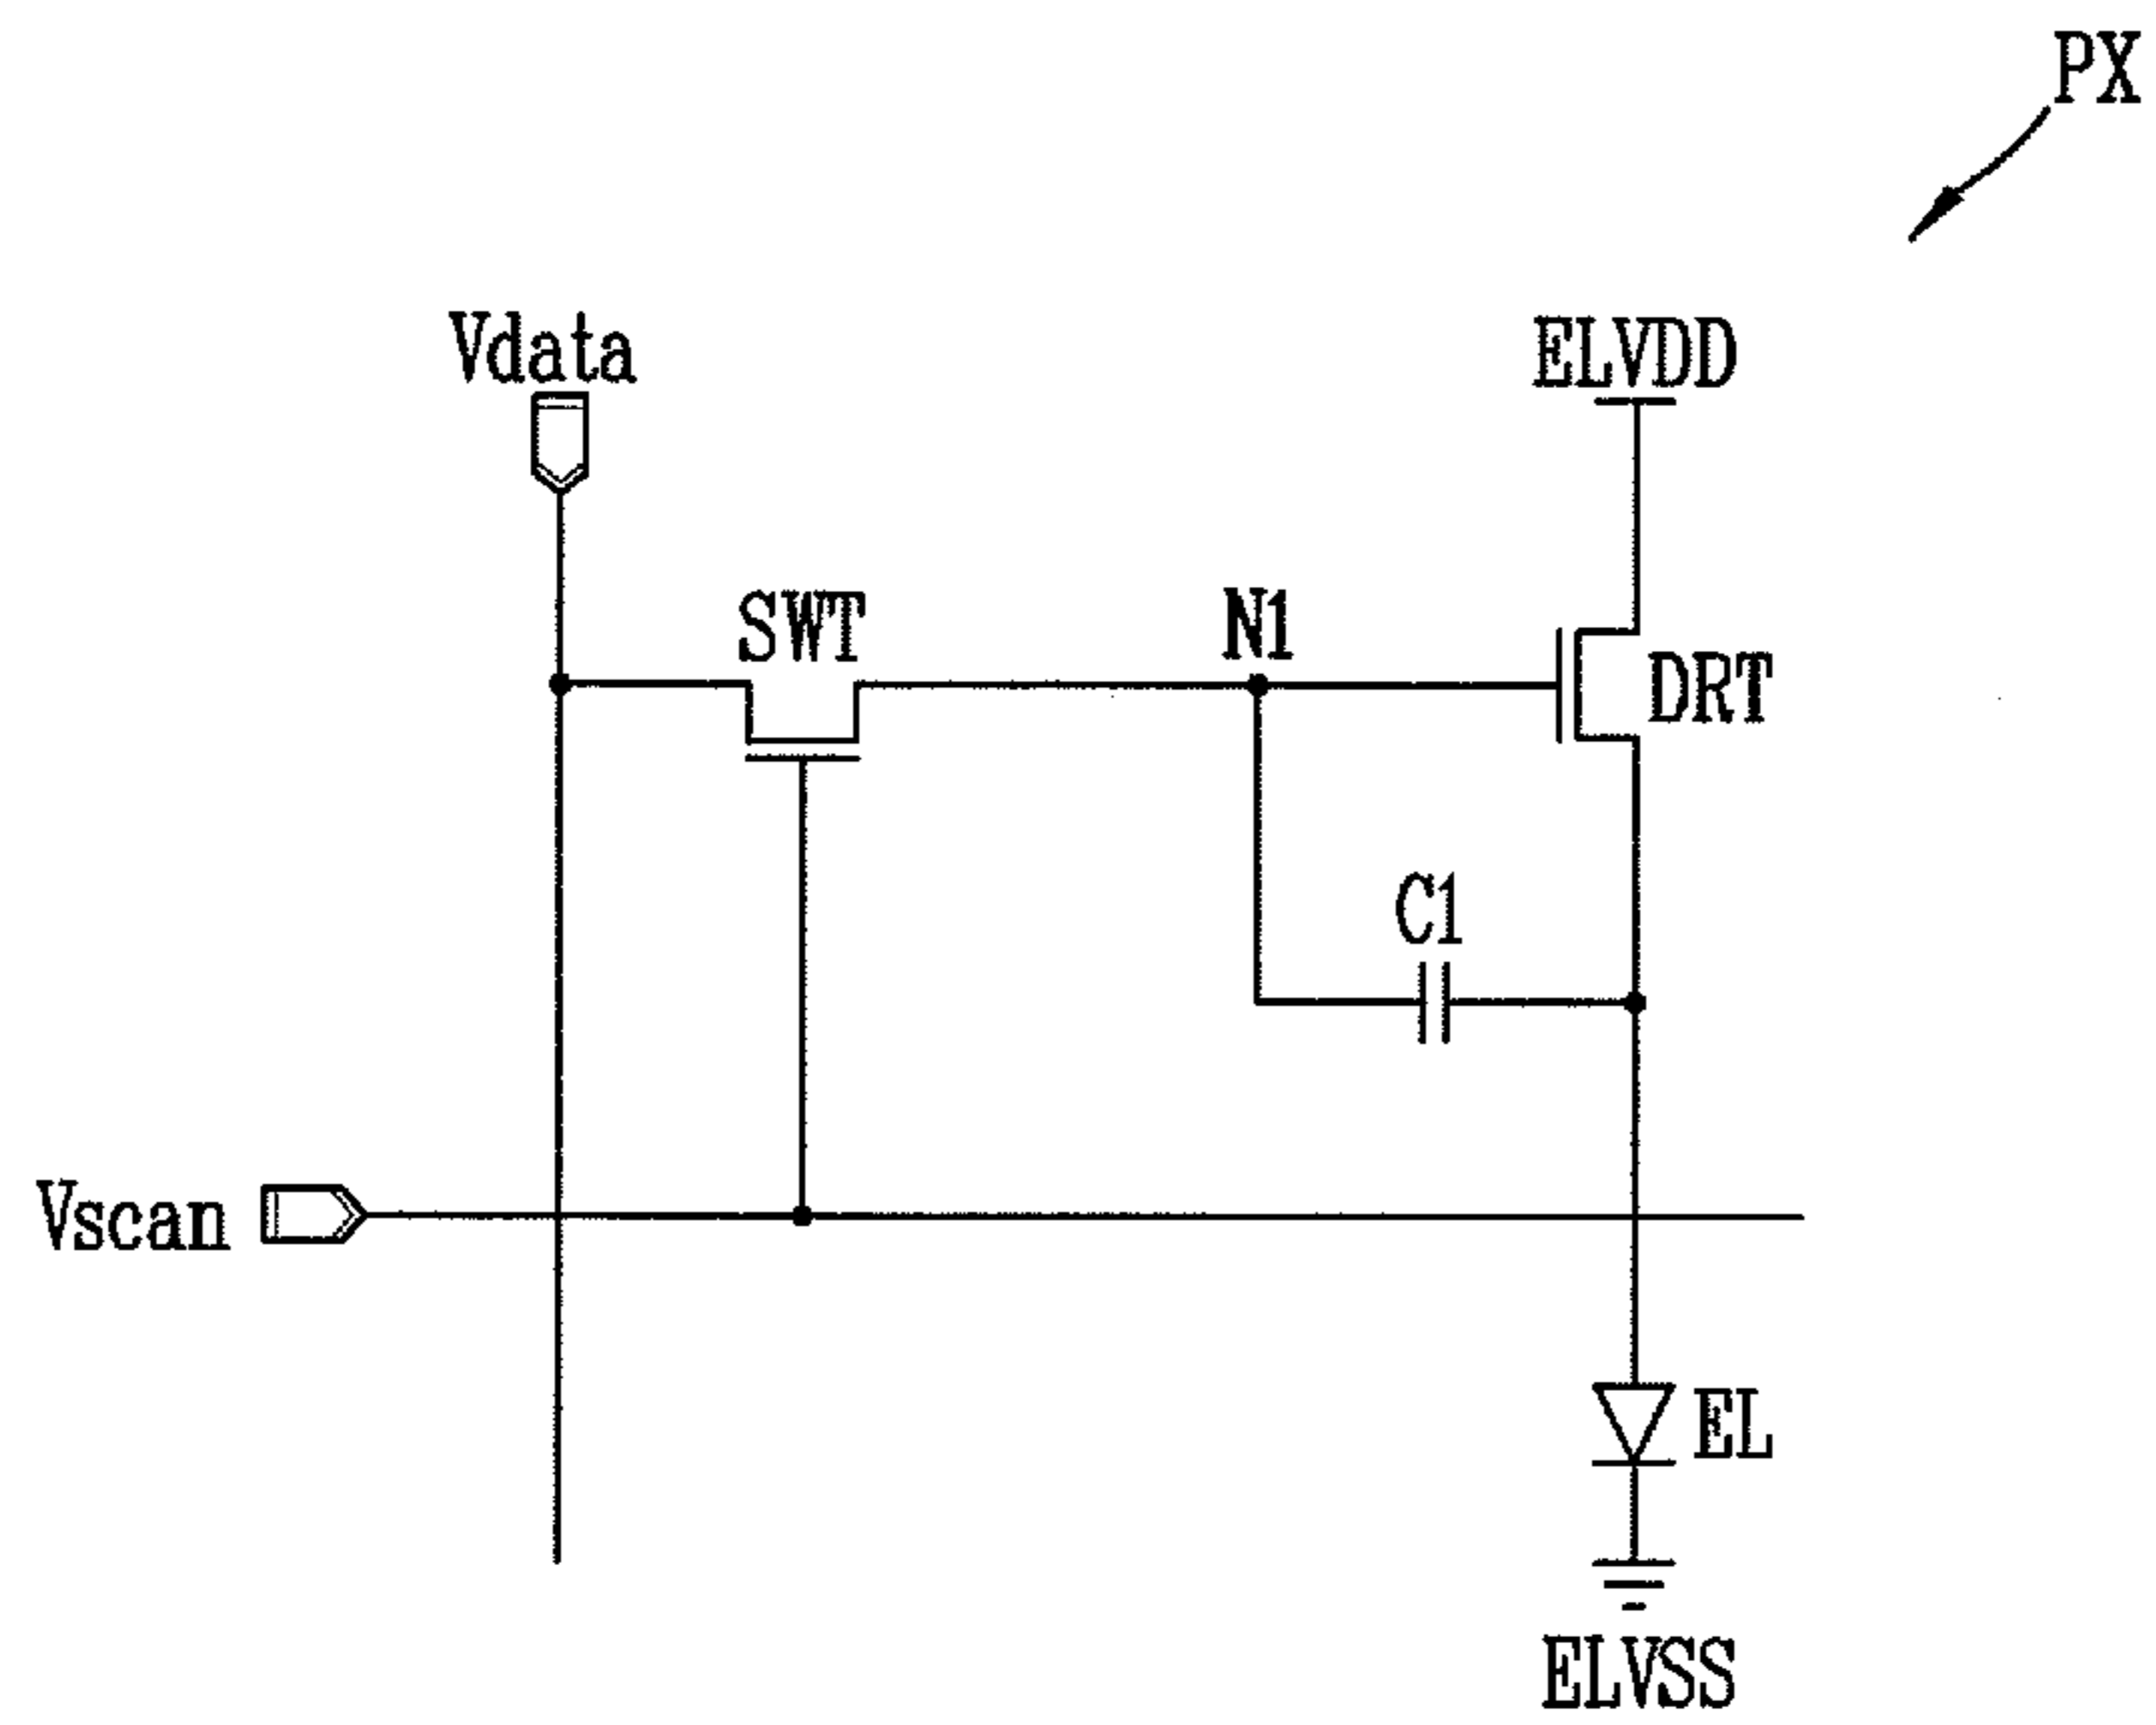 PX
Vdata
ELVDD
SWT
N1
DRT
C1
Vscan
EL
ELVSS